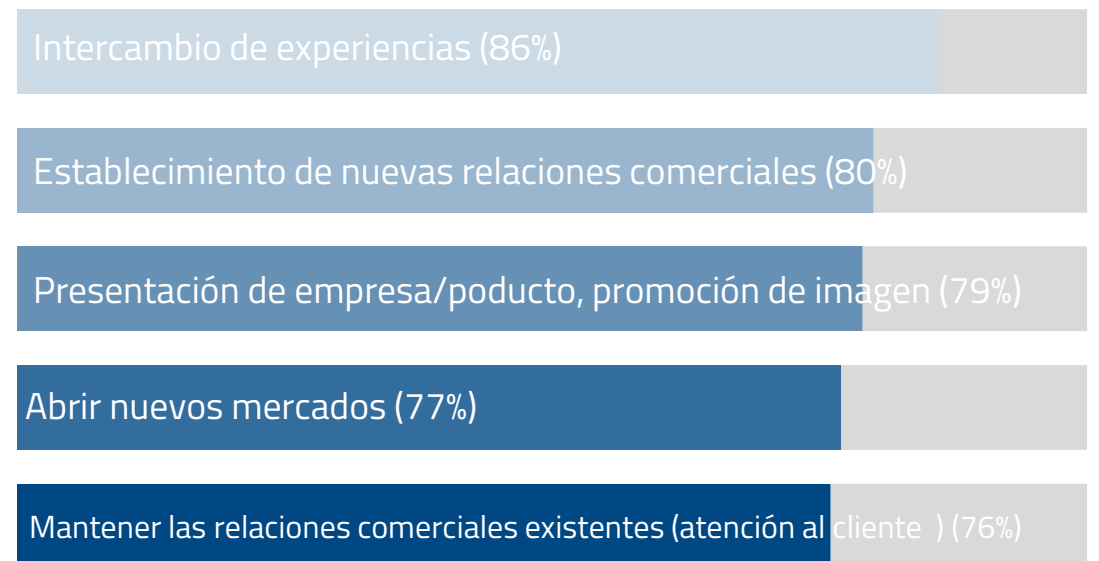 Intercambio de experiencias (86%)
Establecimiento de nuevas relaciones comerciales (80%)
Presentación de empresa/poducto, promoción de imagen (79%)
Abrir nuevos mercados (77%)
Mantener las relaciones comerciales existentes (atención al cliente ) (76%)